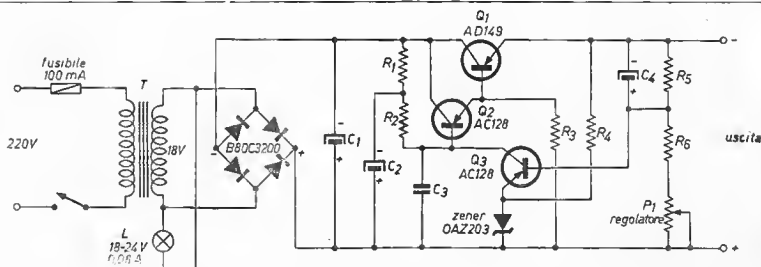 fusibile
100 mA
T
220V
18V
L
18-24 V
0,08 A
B80C3200
-
+
-
+
C1
R1
R2
-
+
C2
C3
Q1
AD149
Q2
AC128
Q3
AC128
zener
OAZ203
R3
R4
-
+
C4
R5
R6
P1
regolatore
-
uscita
+